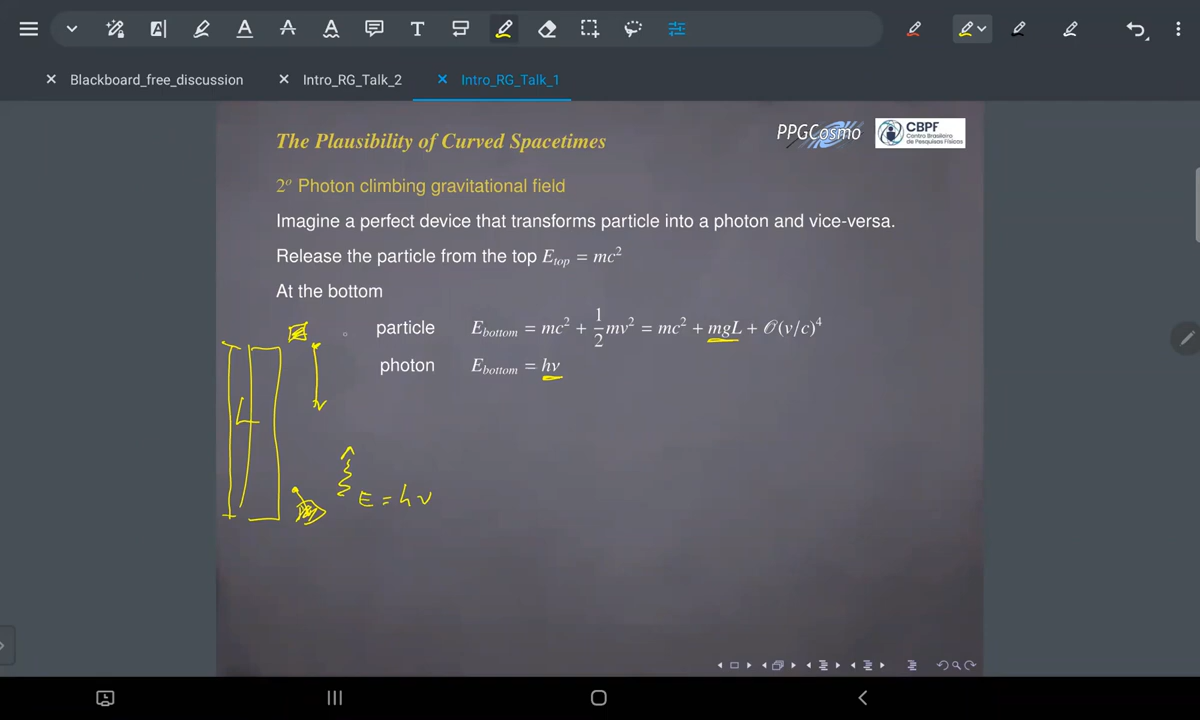 Blackboard_free_discussion
Intro_RG_Talk_2
Intro_RG_Talk_1
The Plausibility of Curved Spacetimes
PPGCosmo
CBPF
Centro Brasileiro
de Pesquisas Físicas
2º Photon climbing gravitational field
Imagine a perfect device that transforms particle into a photon and vice-versa.
Release the particle from the top E_top = mc²
At the bottom
particle E_bottom = mc² + 1/2 mv² = mc² + mgL + 𝒪(v/c)⁴
photon E_bottom = hν
L
E = hν